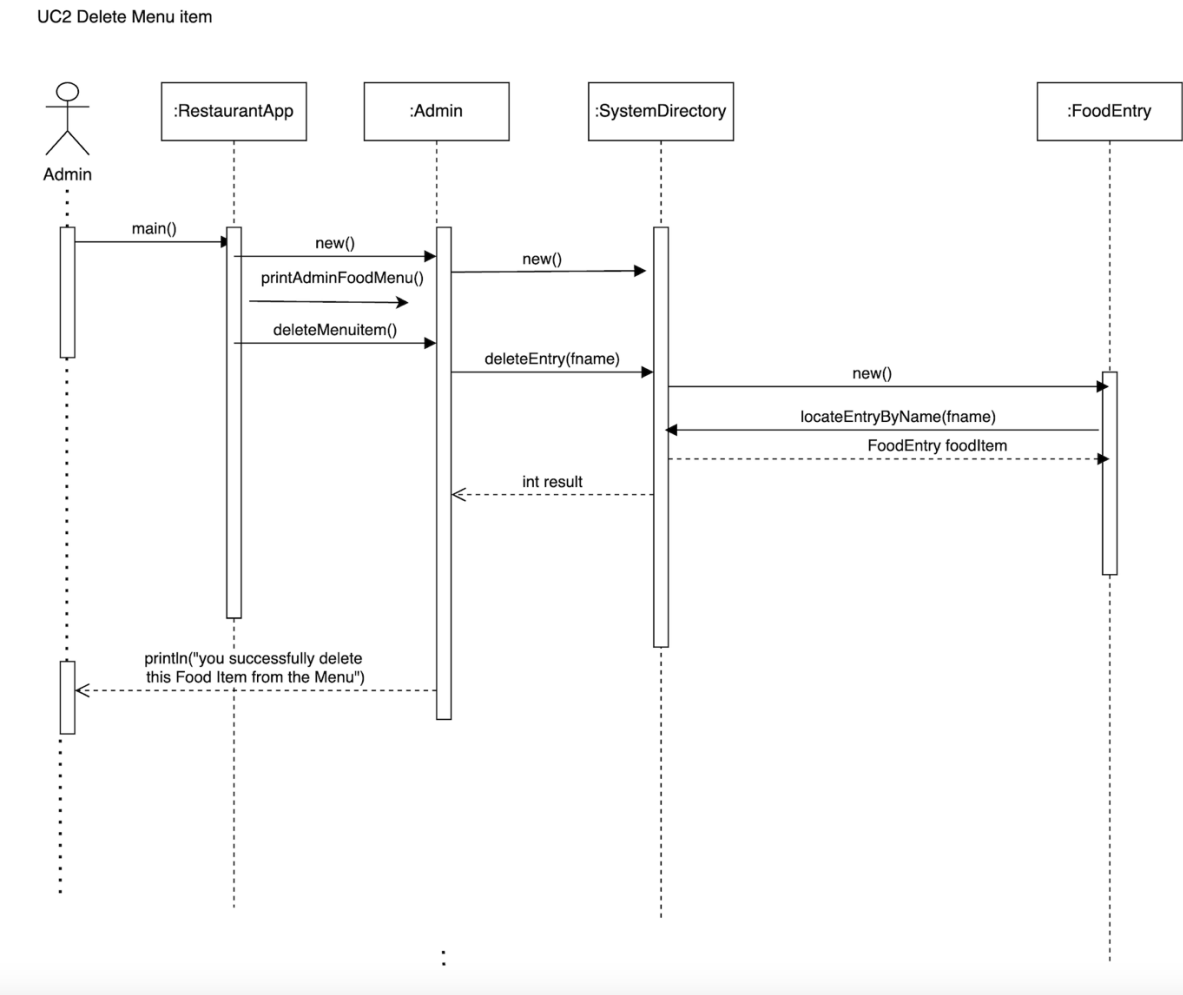 UC2 Delete Menu item
:RestaurantApp
:Admin
:SystemDirectory
:FoodEntry
Admin
main()
new()
new()
printAdminFoodMenu()
deleteMenuitem()
deleteEntry(fname)
new()
locateEntryByName(fname)
FoodEntry foodItem
int result
println("you successfully delete
this Food Item from the Menu")